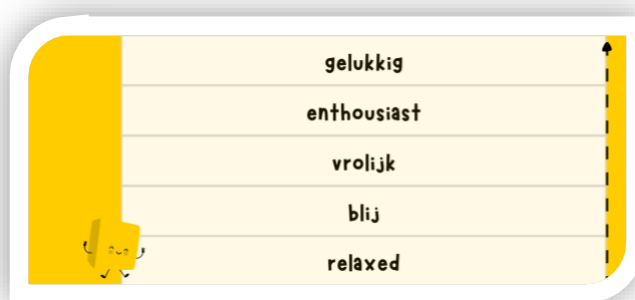 gelukkig
enthousiast
vrolijk
blij
relaxed